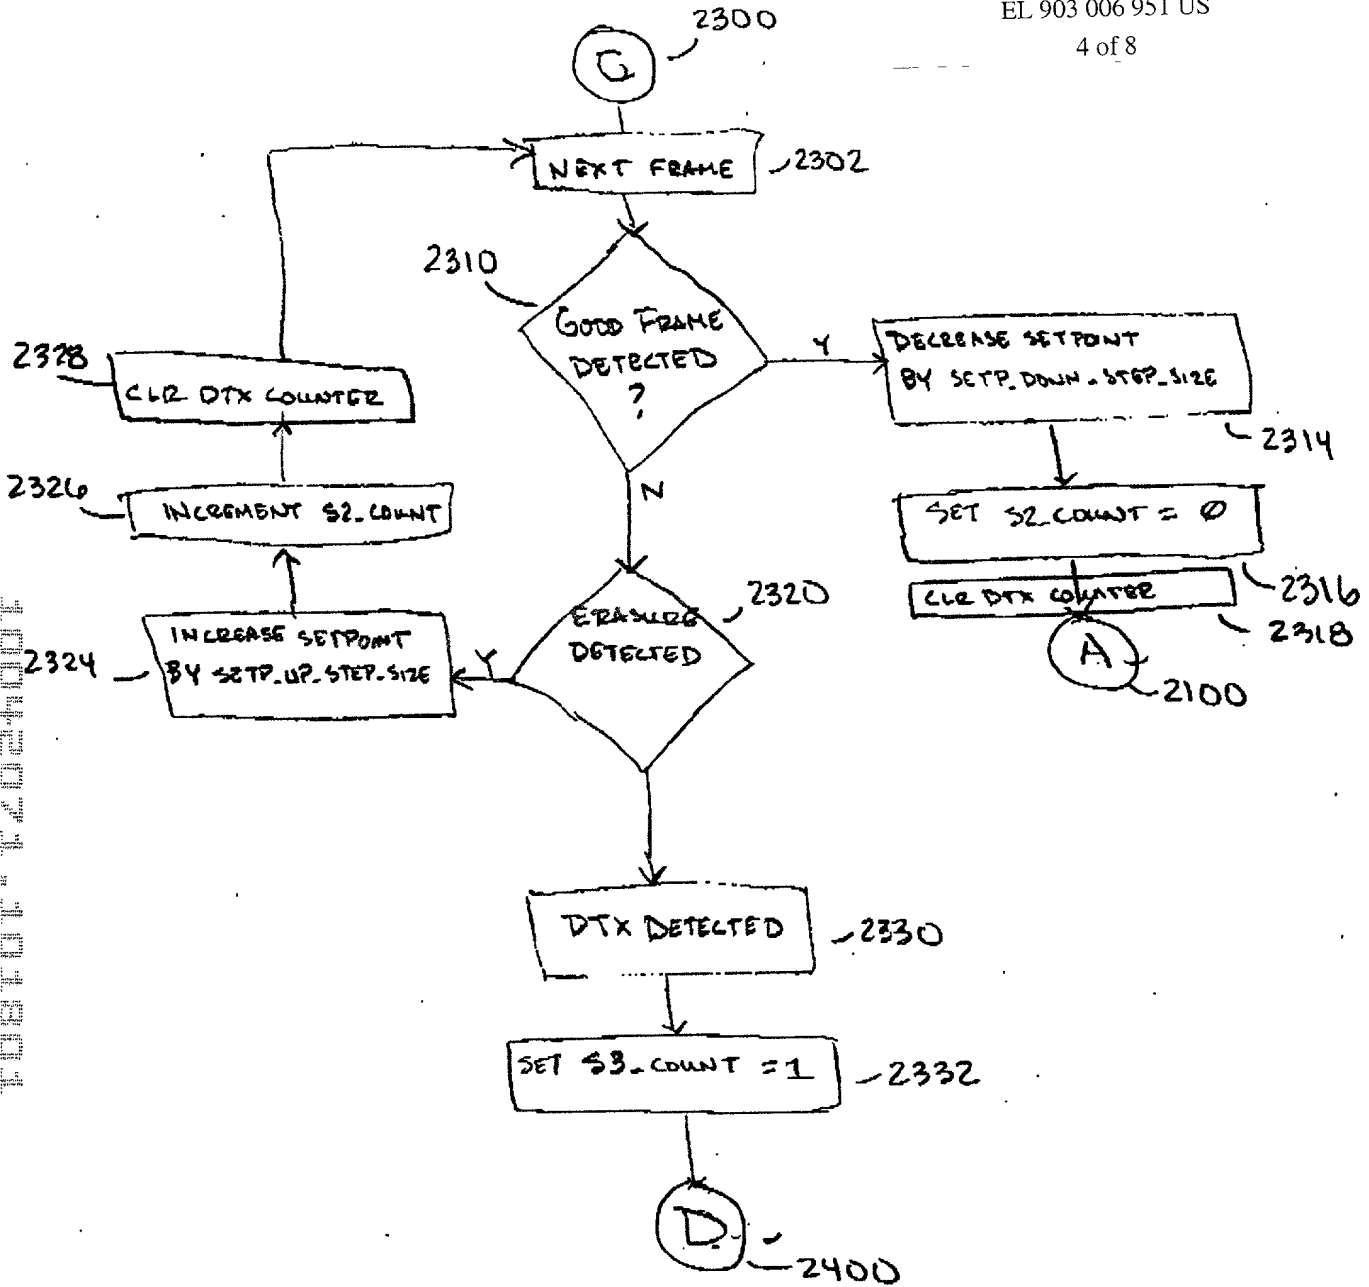 EL 903 006 951 US
4 of 8
2300
C
NEXT FRAME
2302
2310
GOOD FRAME
DETECTED
?
Y
DECREASE SETPOINT
BY SETP_DOWN_STEP_SIZE
2314
2328
CLR DTX COUNTER
N
2326
INCREMENT S2_COUNT
SET S2_COUNT = Ø
2316
CLR DTX COUNTER
2318
A
2100
ERASURE
DETECTED
2320
Y
INCREASE SETPOINT
BY SETP_UP_STEP_SIZE
2324
DTX DETECTED
2330
SET S3_COUNT = 1
2332
D
2400